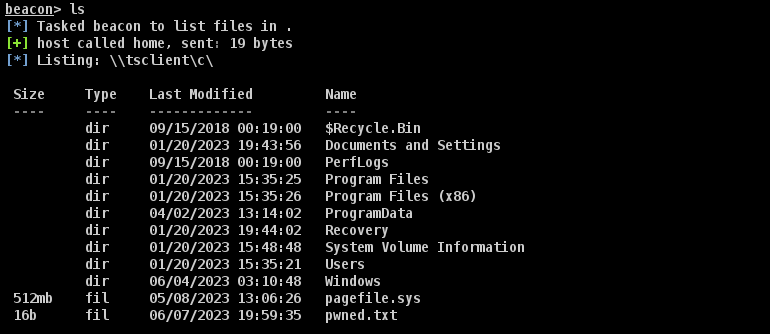 beacon> ls
[*] Tasked beacon to list files in .
[+] host called home, sent: 19 bytes
[*] Listing: \\tsclient\c\
Size Type Last Modified Name
---- ---- ------------- ----
dir 09/15/2018 00:19:00 $Recycle.Bin
dir 01/20/2023 19:43:56 Documents and Settings
dir 09/15/2018 00:19:00 PerfLogs
dir 01/20/2023 15:35:25 Program Files
dir 01/20/2023 15:35:26 Program Files (x86)
dir 04/02/2023 13:14:02 ProgramData
dir 01/20/2023 19:44:02 Recovery
dir 01/20/2023 15:48:48 System Volume Information
dir 01/20/2023 15:35:21 Users
dir 06/04/2023 03:10:48 Windows
512mb fil 05/08/2023 13:06:26 pagefile.sys
16b fil 06/07/2023 19:59:35 pwned.txt